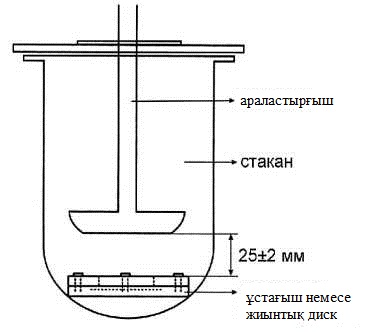 араластырғыш
стакан
25±2 мм
ұстағыш немесе
жиынтық диск